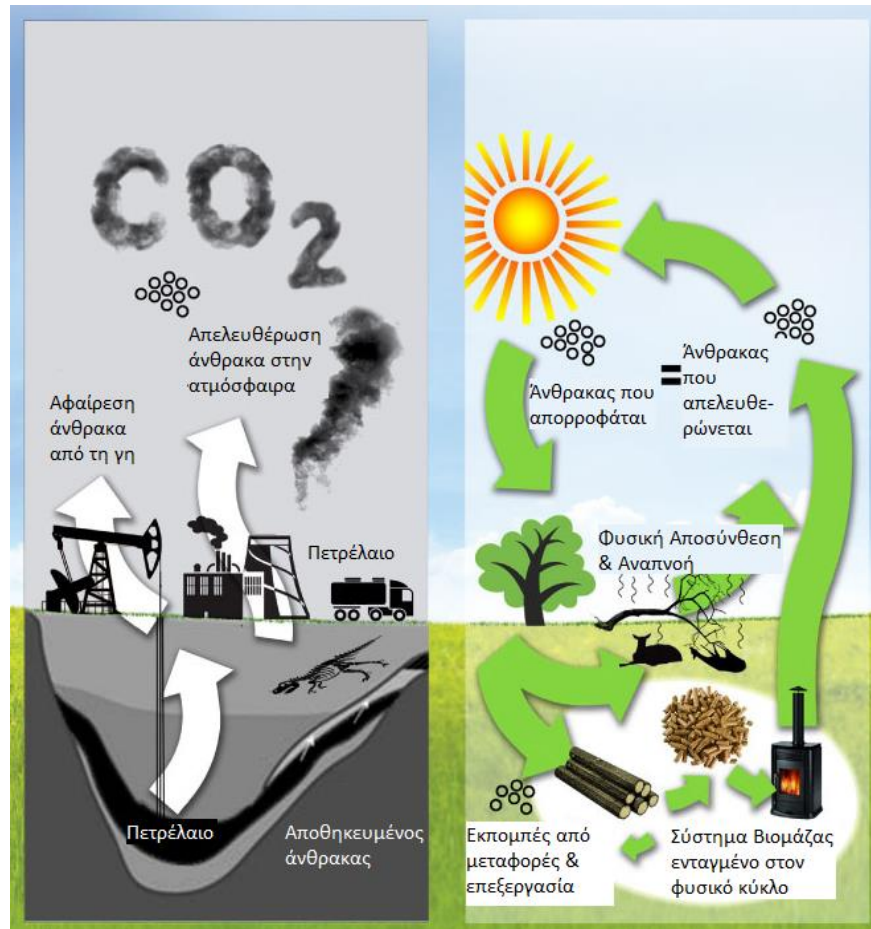 CO2
Απελευθέρωση
άνθρακα στην
ατμόσφαιρα
Αφαίρεση
άνθρακα
από τη γη
Πετρέλαιο
Πετρέλαιο
Αποθηκευμένος
άνθρακας
Άνθρακας που
απορροφάται
=
Άνθρακας
που
απελευθε-
ρώνεται
Φυσική Αποσύνθεση
& Αναπνοή
Εκπομπές από
μεταφορές &
επεξεργασία
Σύστημα Βιομάζας
ενταγμένο στον
φυσικό κύκλο